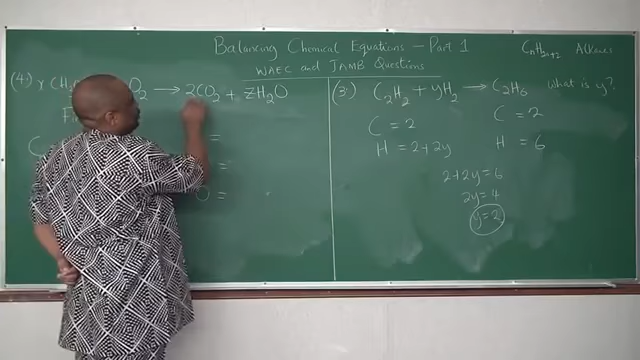 Balancing Chemical Equations - Part 1
CnH2n+2 Alkanes
WAEC and JAMB Questions
(4) O2 → 2CO2 + ZH2O
=
=
O =
(3) C2H2 + yH2 → C2H6 What is y?
C = 2 C = 2
H = 2+2y H = 6
2+2y = 6
2y = 4
y = 2